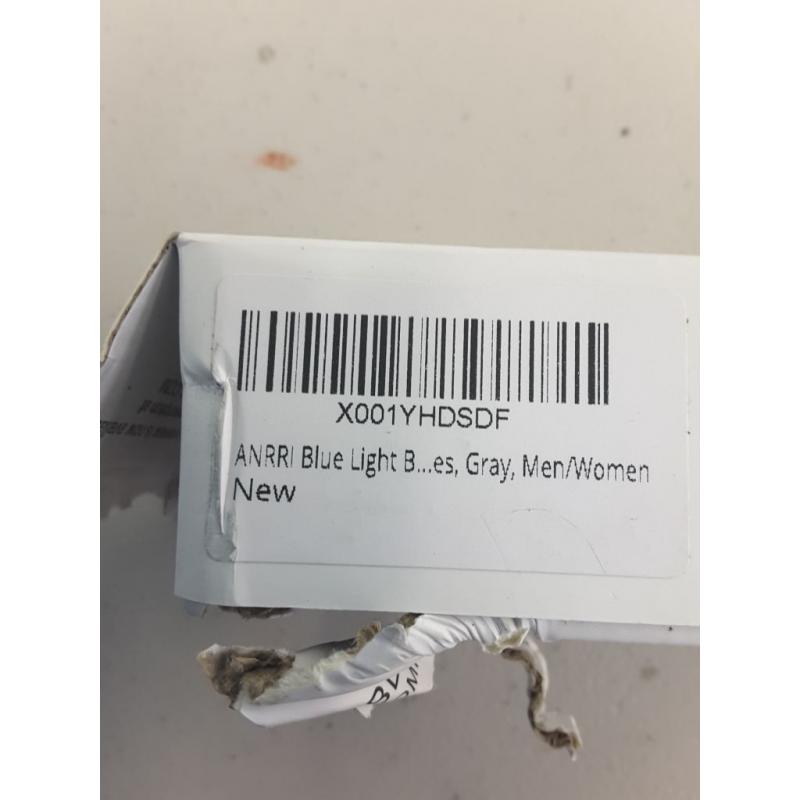 X001YHDSDF
ANRRI Blue Light B...es, Gray, Men/Women
New